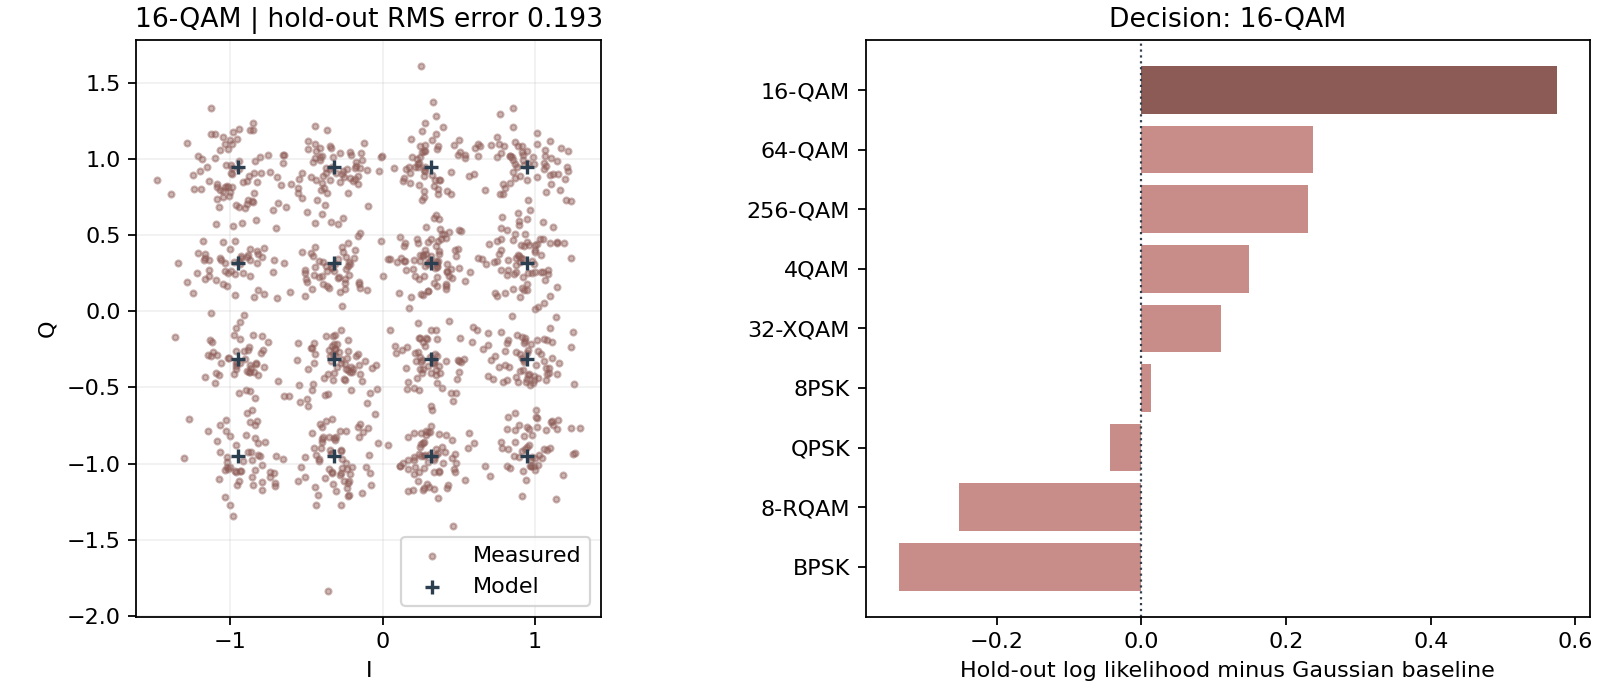 16-QAM | hold-out RMS error 0.193
1.5
1.0
0.5
0.0
−0.5
−1.0
−1.5
−2.0
Q
−1
0
1
I
Measured
Model
Decision: 16-QAM
16-QAM
64-QAM
256-QAM
4QAM
32-XQAM
8PSK
QPSK
8-RQAM
BPSK
−0.2
0.0
0.2
0.4
0.6
Hold-out log likelihood minus Gaussian baseline